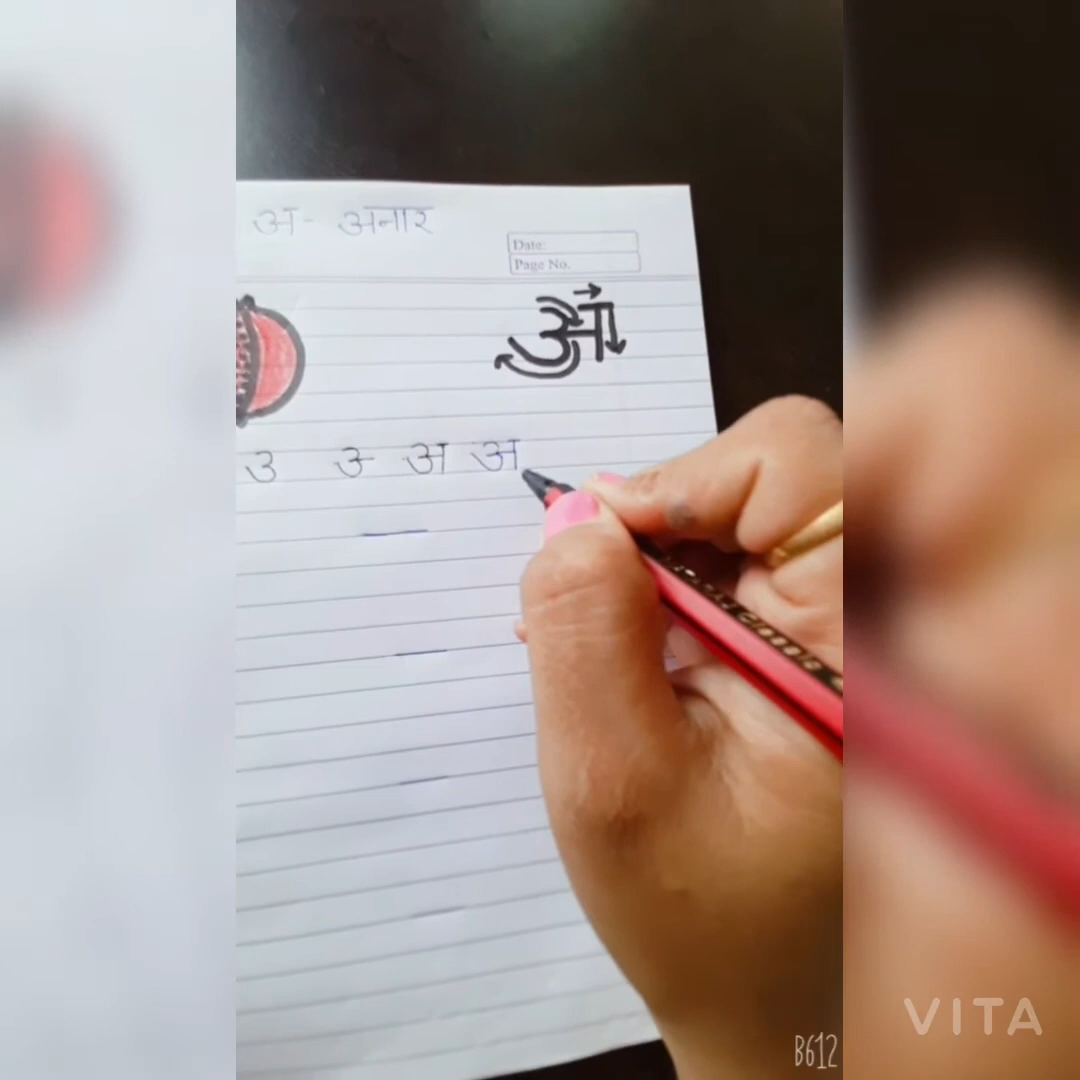 अ - अनार
Date:
Page No.
अ
उ उ- अ अ
VITA
B612